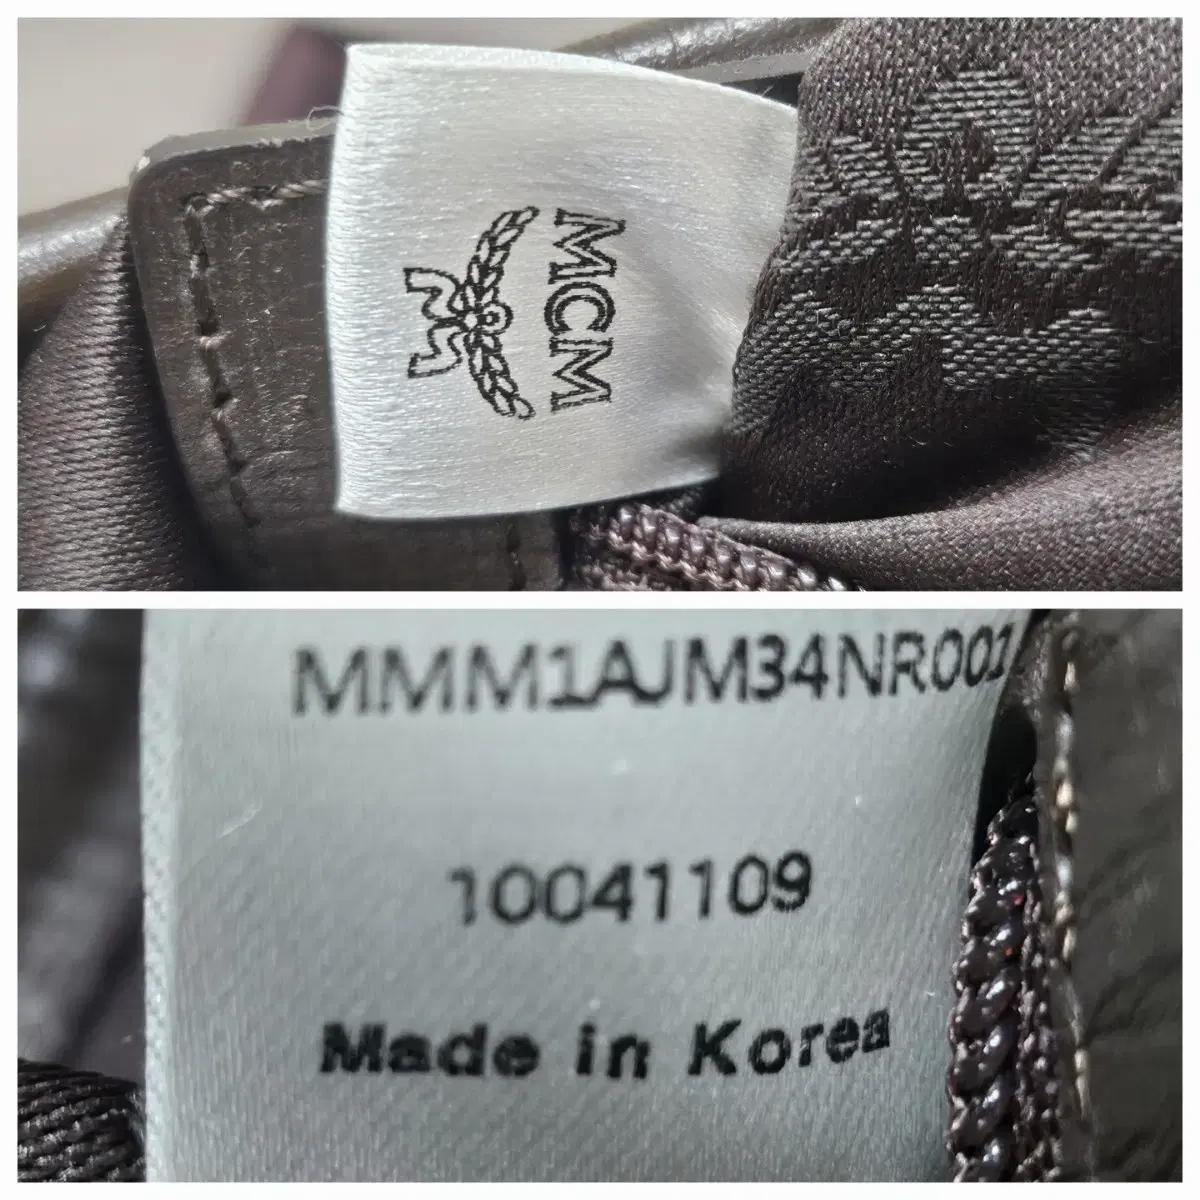 MCM
MMM1AJM34NR001
10041109
Made in Korea